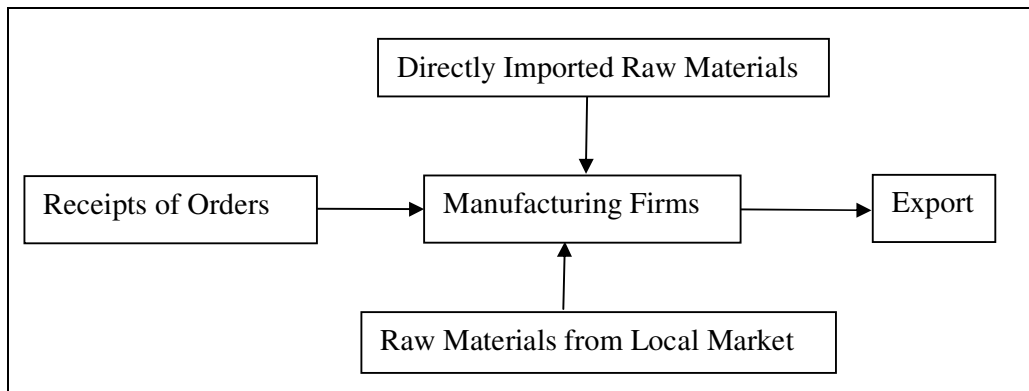 Directly Imported Raw Materials
Receipts of Orders
Manufacturing Firms
Export
Raw Materials from Local Market